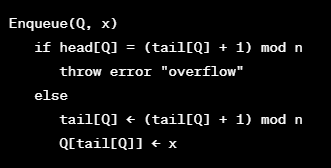 Enqueue(Q, x)
if head[Q] = (tail[Q] + 1) mod n
throw error "overflow"
else
tail[Q] ← (tail[Q] + 1) mod n
Q[tail[Q]] ← x